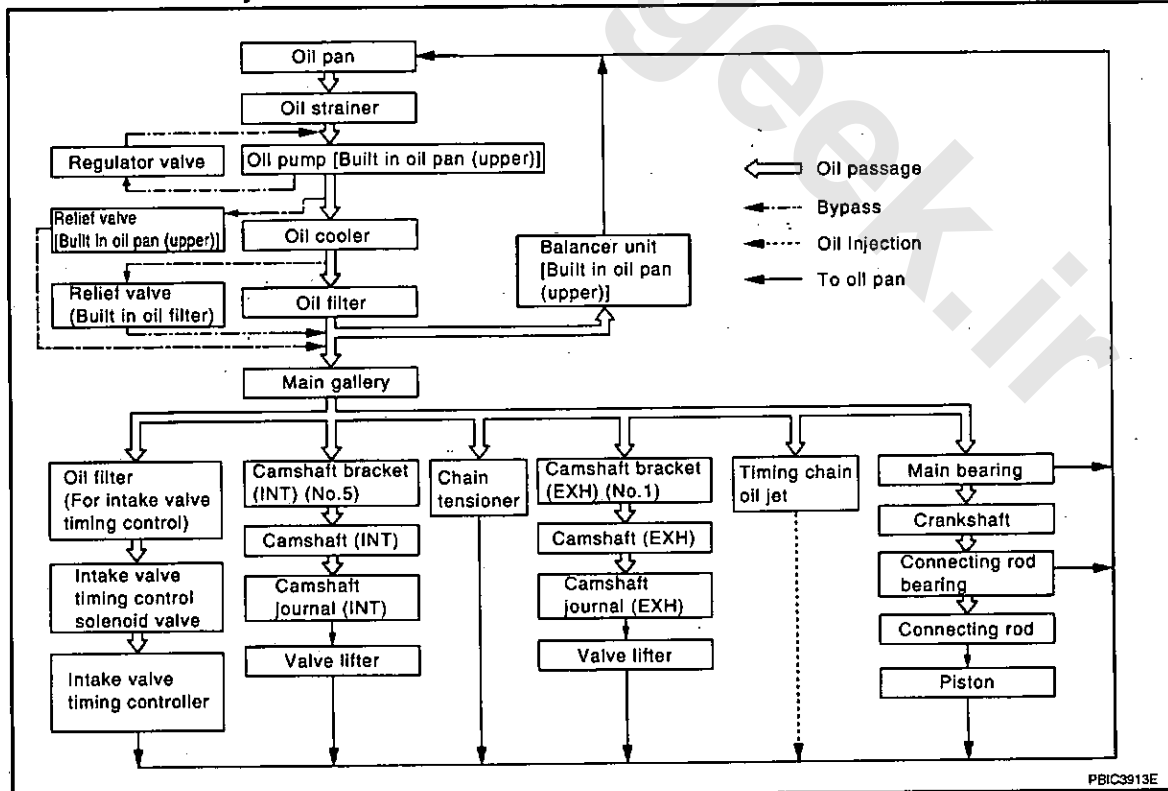 Oil pan
Oil strainer
Regulator valve
Oil pump [Built in oil pan (upper)]
Relief valve
[Built in oil pan (upper)]
Oil cooler
Relief valve
(Built in oil filter)
Oil filter
Balancer unit
[Built in oil pan
(upper)]
Oil passage
Bypass
Oil Injection
To oil pan
Main gallery
Oil filter
(For intake valve
timing control)
Intake valve
timing control
solenoid valve
Intake valve
timing controller
Camshaft bracket
(INT) (No.5)
Camshaft (INT)
Camshaft
journal (INT)
Valve lifter
Chain
tensioner
Camshaft bracket
(EXH) (No.1)
Camshaft (EXH)
Camshaft
journal (EXH)
Valve lifter
Timing chain
oil jet
Main bearing
Crankshaft
Connecting rod
bearing
Connecting rod
Piston
PBIC3913E
geek.ir